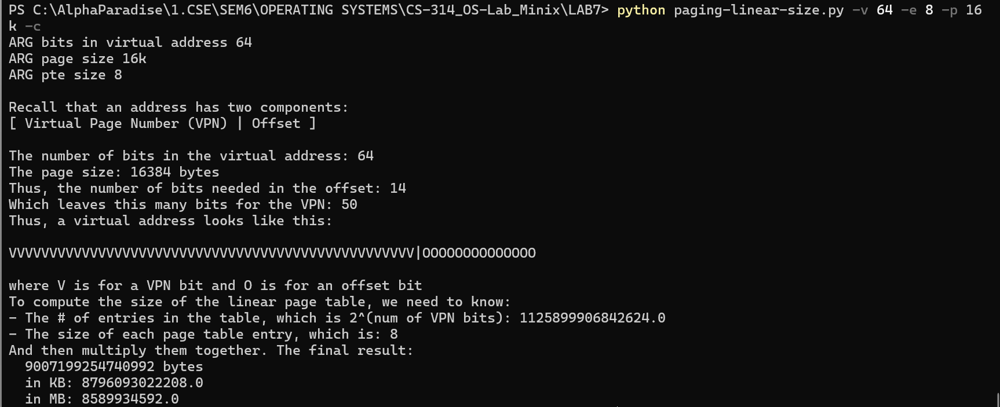 PS C:\AlphaParadise\1.CSE\SEM6\OPERATING SYSTEMS\CS-314_OS-Lab_Minix\LAB7> python paging-linear-size.py -v 64 -e 8 -p 16
k -c
ARG bits in virtual address 64
ARG page size 16k
ARG pte size 8
Recall that an address has two components:
[ Virtual Page Number (VPN) | Offset ]
The number of bits in the virtual address: 64
The page size: 16384 bytes
Thus, the number of bits needed in the offset: 14
Which leaves this many bits for the VPN: 50
Thus, a virtual address looks like this:
VVVVVVVVVVVVVVVVVVVVVVVVVVVVVVVVVVVVVVVVVVVVVVVVVV|OOOOOOOOOOOOOO
where V is for a VPN bit and O is for an offset bit
To compute the size of the linear page table, we need to know:
- The # of entries in the table, which is 2^(num of VPN bits): 1125899906842624.0
- The size of each page table entry, which is: 8
And then multiply them together. The final result:
9007199254740992 bytes
in KB: 8796093022208.0
in MB: 8589934592.0